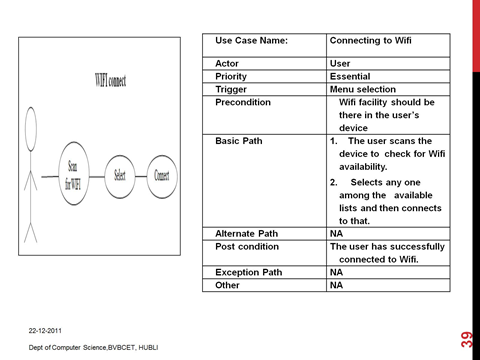 WIFI connect
Scan
for WIFI
Select
Connect
Use Case Name: Connecting to Wifi
Actor User
Priority Essential
Trigger Menu selection
Precondition Wifi facility should be
there in the user's
device
Basic Path 1. The user scans the
device to check for Wifi
availability.
2. Selects any one
among the available
lists and then connects
to that.
Alternate Path NA
Post condition The user has successfully
connected to Wifi.
Exception Path NA
Other NA
22-12-2011
Dept of Computer Science,BVBCET, HUBLI
39